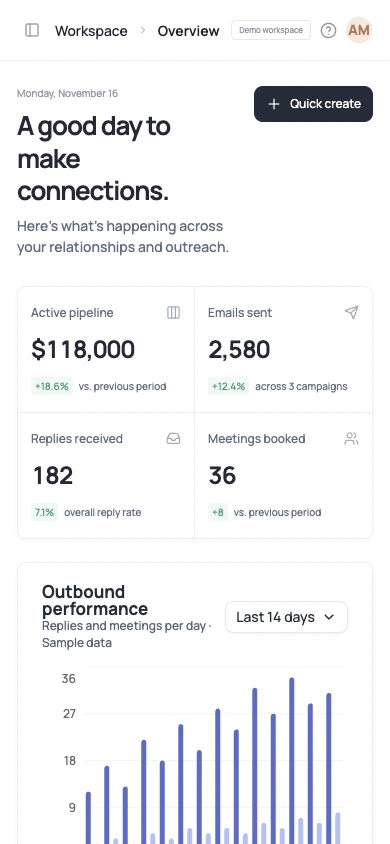 Workspace > Overview
Demo workspace
AM
Monday, November 16
Quick create
A good day to
make
connections.
Here's what's happening across
your relationships and outreach.
Active pipeline
$118,000
+18.6% vs. previous period
Emails sent
2,580
+12.4% across 3 campaigns
Replies received
182
7.1% overall reply rate
Meetings booked
36
+8 vs. previous period
Outbound
performance
Replies and meetings per day ·
Sample data
Last 14 days
36
27
18
9